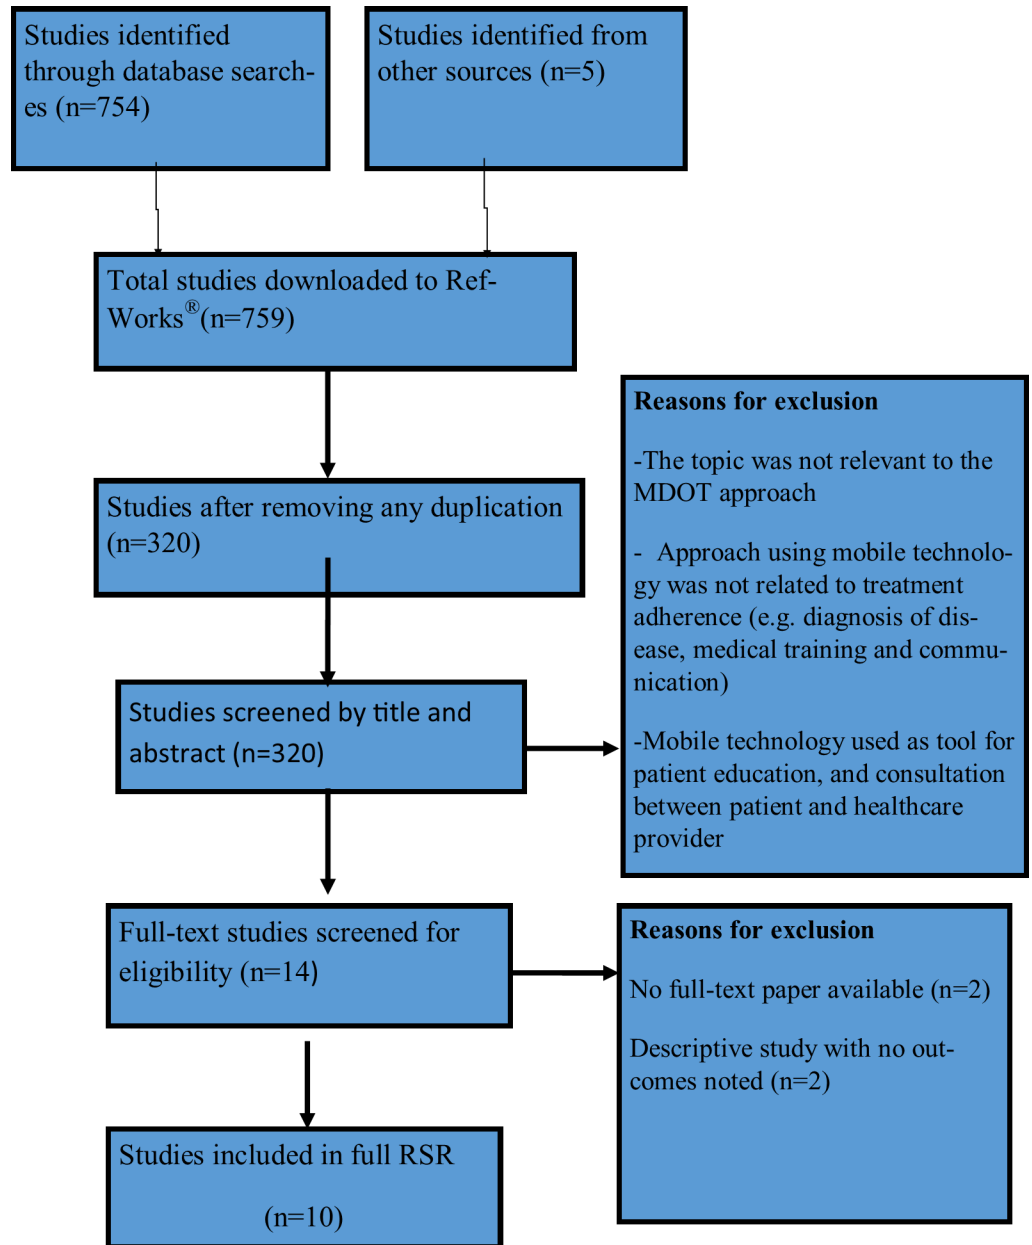 Studies identified
through database search-
es (n=754)
Studies identified from
other sources (n=5)
Total studies downloaded to Ref-
Works®(n=759)
Studies after removing any duplication
(n=320)
Studies screened by title and
abstract (n=320)
Reasons for exclusion
-The topic was not relevant to the
MDOT approach
- Approach using mobile technolo-
gy was not related to treatment
adherence (e.g. diagnosis of dis-
ease, medical training and commu-
nication)
-Mobile technology used as tool for
patient education, and consultation
between patient and healthcare
provider
Full-text studies screened for
eligibility (n=14)
Reasons for exclusion
No full-text paper available (n=2)
Descriptive study with no out-
comes noted (n=2)
Studies included in full RSR
(n=10)